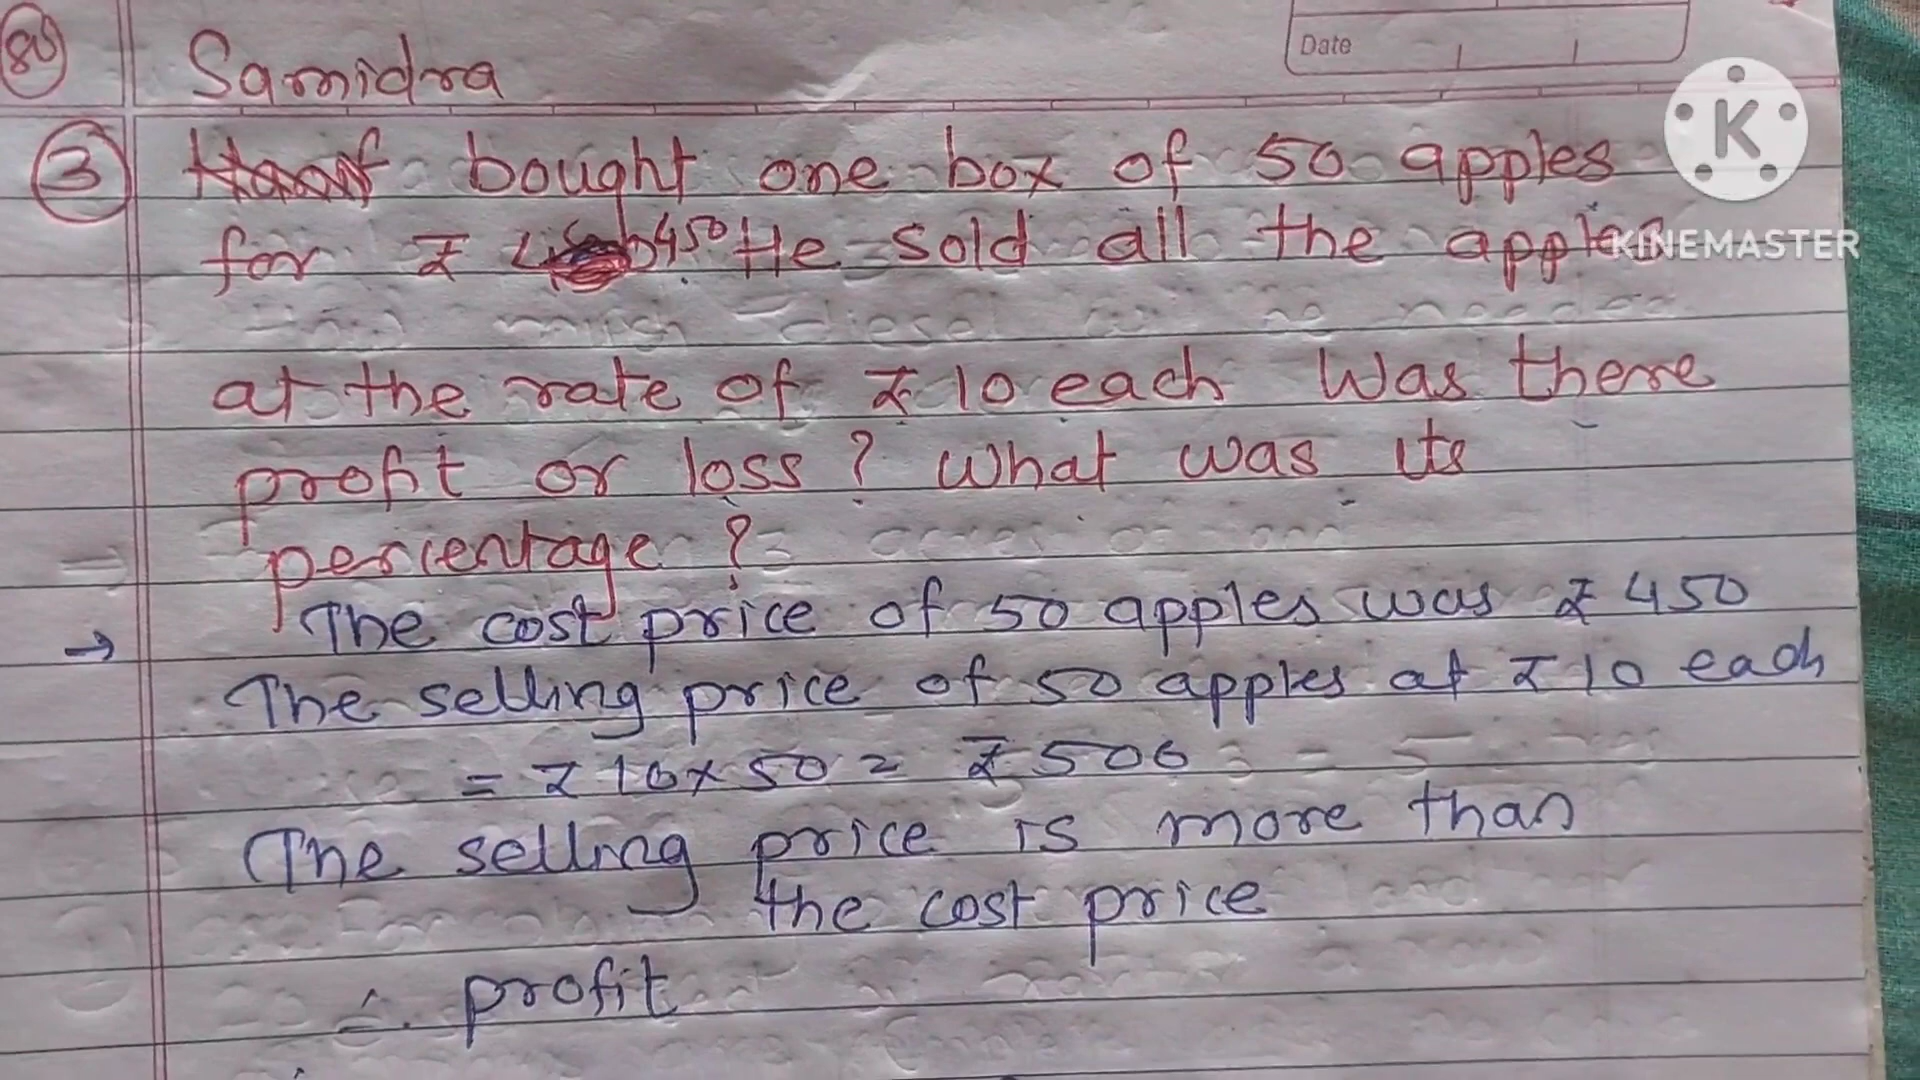 80 Samidra
Date
K
3 bought one box of 50 apples
for ₹ 450 He sold all the apples
KINEMASTER
at the rate of ₹ 10 each Was there
profit or loss ? What was its
percentage ?
→ The cost price of 50 apples was ₹ 450
The selling price of 50 apples at ₹ 10 each
= ₹ 10 x 50 = ₹ 500
The selling price is more than
the cost price
∴ profit